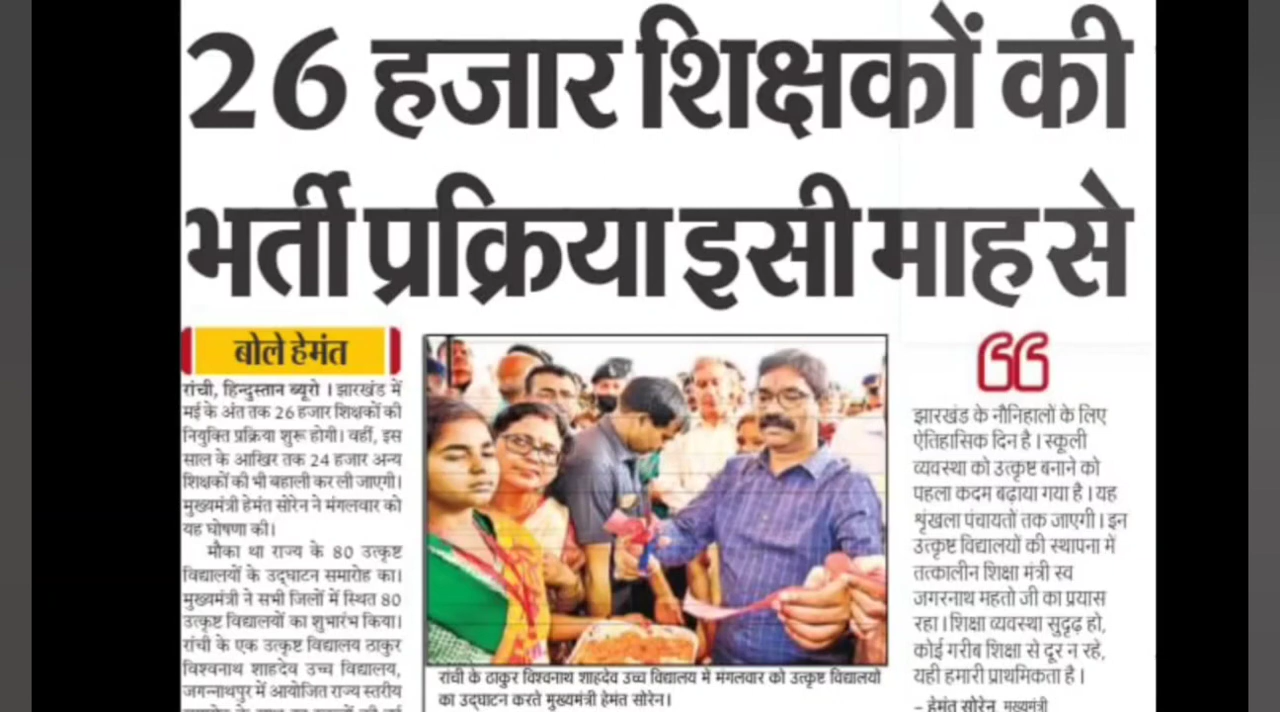 26 हजार शिक्षकों की
भर्ती प्रक्रिया इसी माह से
बोले हेमंत
रांची, हिन्दुस्तान ब्यूरो। झारखंड में
मई के अंत तक 26 हजार शिक्षकों की
नियुक्ति प्रक्रिया शुरू होगी। वहीं, इस
साल के आखिर तक 24 हजार अन्य
शिक्षकों की भी बहाली कर ली जाएगी।
मुख्यमंत्री हेमंत सोरेन ने मंगलवार को
यह घोषणा की।
मौका था राज्य के 80 उत्कृष्ट
विद्यालयों के उद्घाटन समारोह का।
मुख्यमंत्री ने सभी जिलों में स्थित 80
उत्कृष्ट विद्यालयों का शुभारंभ किया।
रांची के एक उत्कृष्ट विद्यालय ठाकुर
विश्वनाथ शाहदेव उच्च विद्यालय,
जगन्नाथपुर में आयोजित राज्य स्तरीय
रांची के ठाकुर विश्वनाथ शाहदेव उच्च विद्यालय में मंगलवार को उत्कृष्ट विद्यालयों
का उद्घाटन करते मुख्यमंत्री हेमंत सोरेन।
झारखंड के नौनिहालों के लिए
ऐतिहासिक दिन है। स्कूली
व्यवस्था को उत्कृष्ट बनाने को
पहला कदम बढ़ाया गया है। यह
शृंखला पंचायतों तक जाएगी। इन
उत्कृष्ट विद्यालयों की स्थापना में
तत्कालीन शिक्षा मंत्री स्व
जगरनाथ महतो जी का प्रयास
रहा। शिक्षा व्यवस्था सुदृढ़ हो,
कोई गरीब शिक्षा से दूर न रहे,
यही हमारी प्राथमिकता है।
– हेमंत सोरेन, मुख्यमंत्री